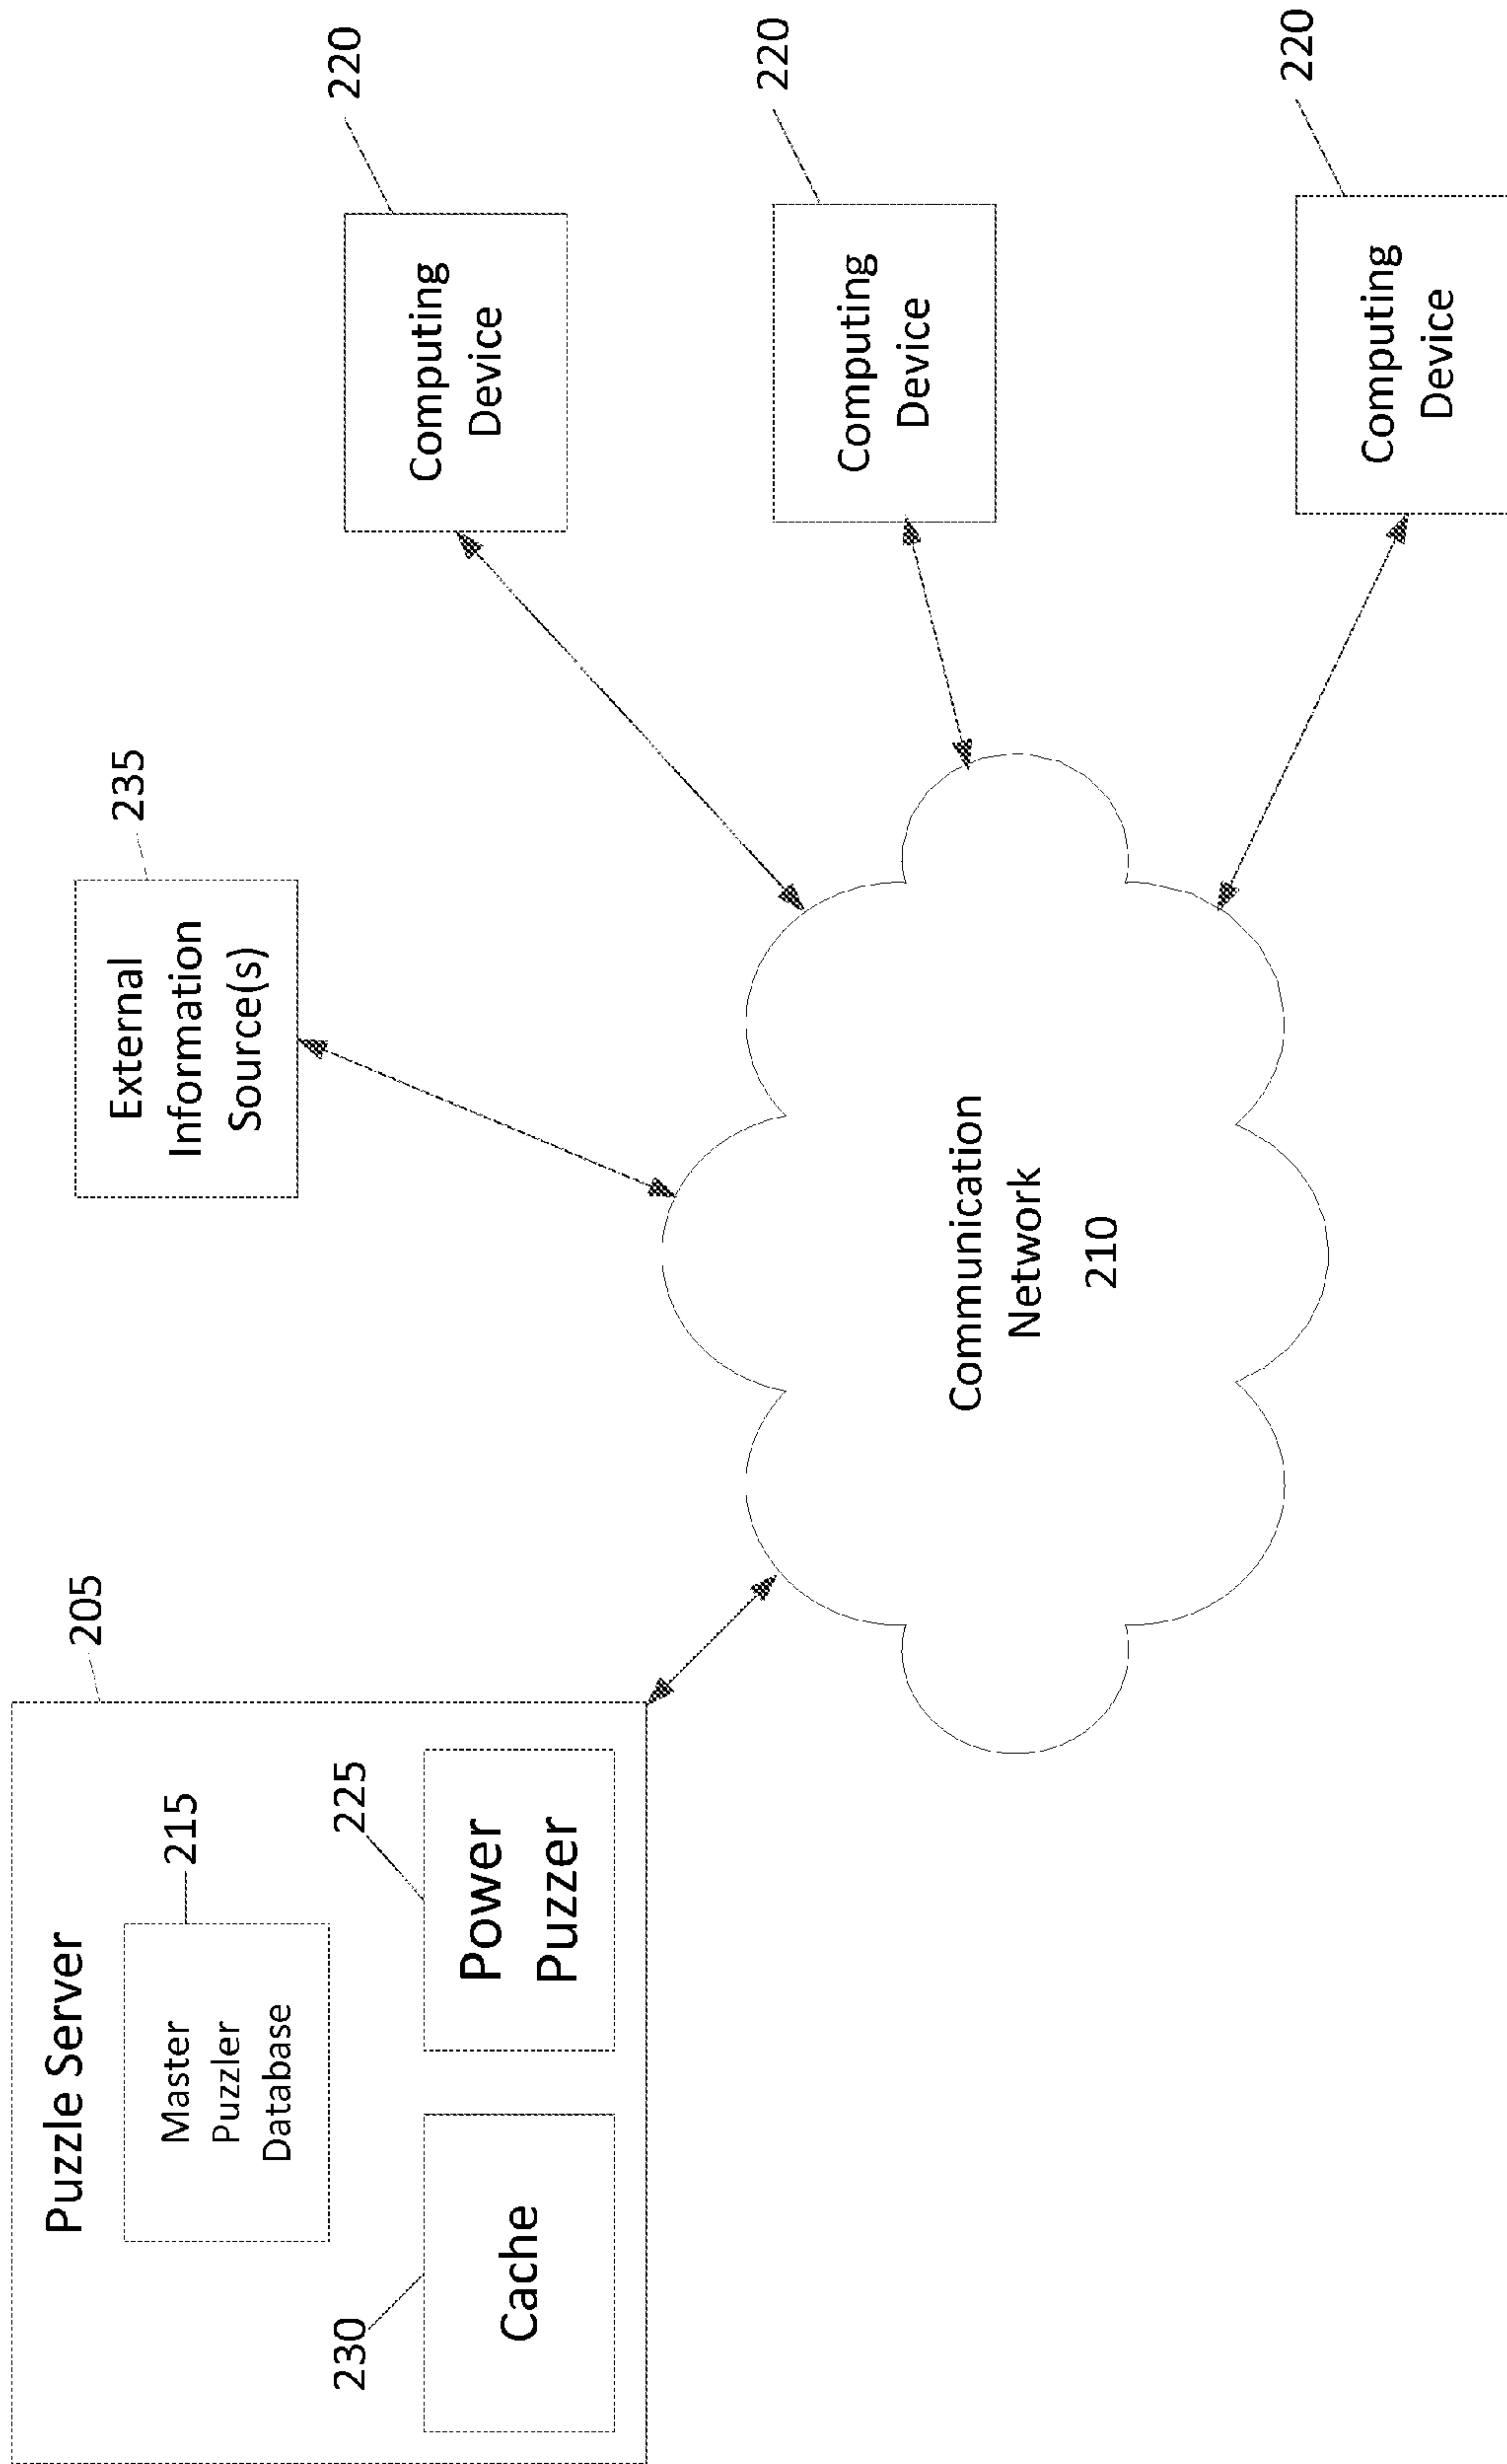 Puzzle Server
205
Master
Puzzler
Database
215
230
Cache
225
Power
Puzzer
External
Information
Source(s)
235
Communication
Network
210
Computing
Device
220
Computing
Device
220
Computing
Device
220